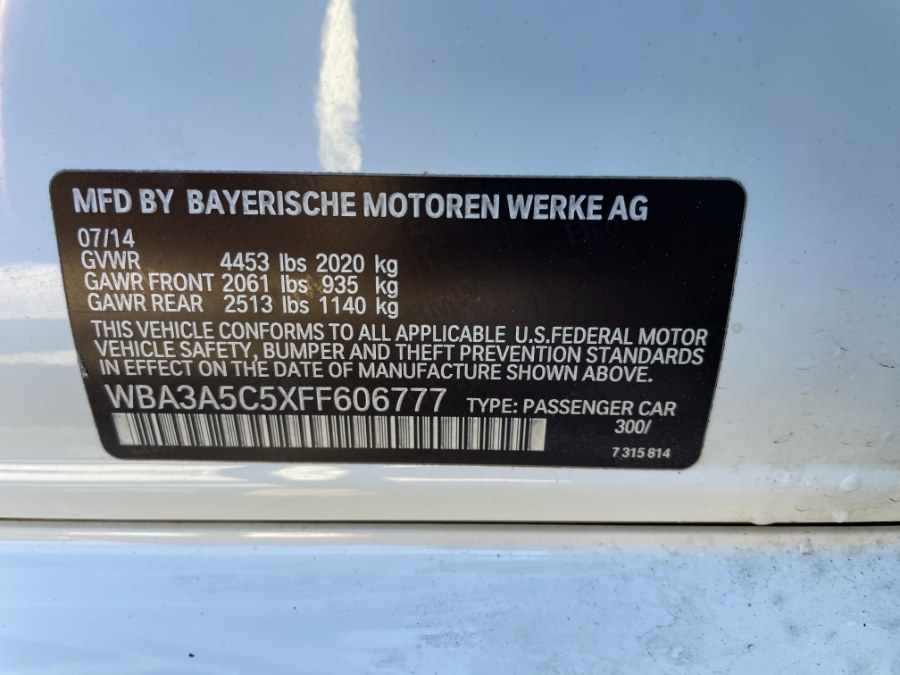 MFD BY BAYERISCHE MOTOREN WERKE AG
07/14
GVWR 4453 lbs 2020 kg
GAWR FRONT 2061 lbs 935 kg
GAWR REAR 2513 lbs 1140 kg
THIS VEHICLE CONFORMS TO ALL APPLICABLE U.S.FEDERAL MOTOR
VEHICLE SAFETY, BUMPER AND THEFT PREVENTION STANDARDS
IN EFFECT ON THE DATE OF MANUFACTURE SHOWN ABOVE.
WBA3A5C5XFF606777 TYPE: PASSENGER CAR
300/
7 315 814